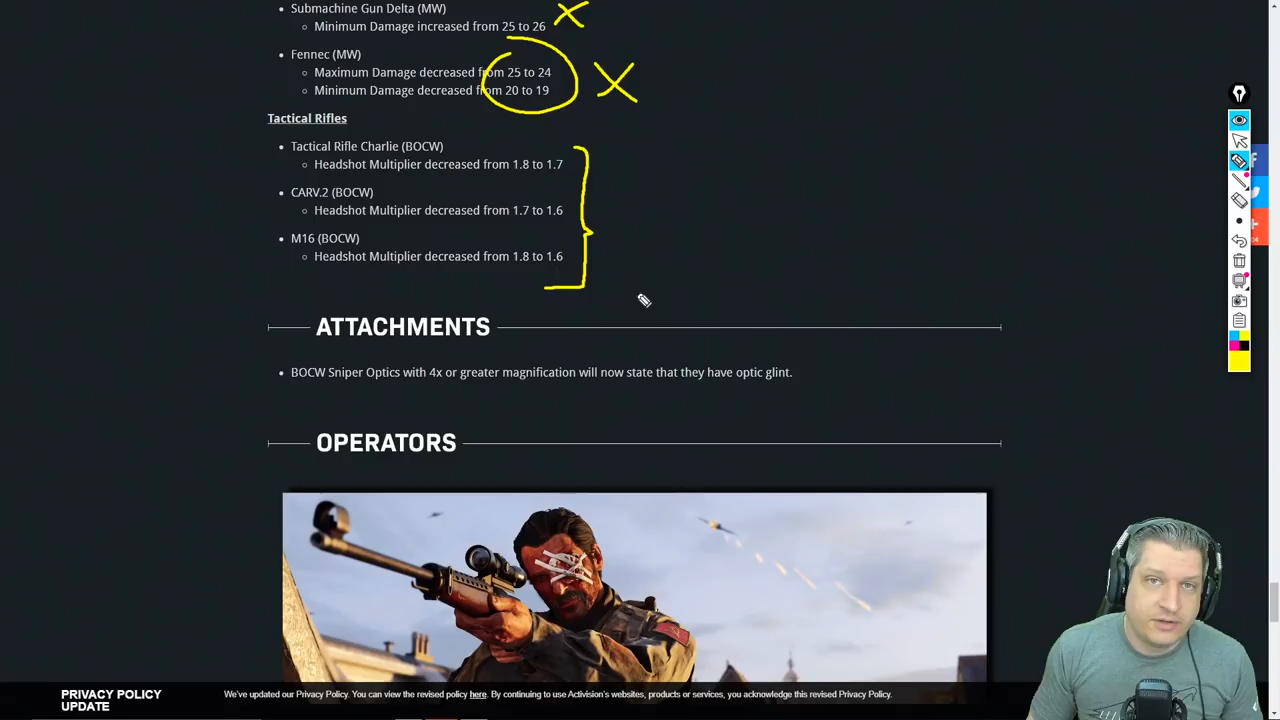 Submachine Gun Delta (MW)
Minimum Damage increased from 25 to 26
Fennec (MW)
Maximum Damage decreased from 25 to 24
Minimum Damage decreased from 20 to 19
Tactical Rifles
Tactical Rifle Charlie (BOCW)
Headshot Multiplier decreased from 1.8 to 1.7
CARV.2 (BOCW)
Headshot Multiplier decreased from 1.7 to 1.6
M16 (BOCW)
Headshot Multiplier decreased from 1.8 to 1.6
ATTACHMENTS
BOCW Sniper Optics with 4x or greater magnification will now state that they have optic glint.
OPERATORS
PRIVACY POLICY
UPDATE
We've updated our Privacy Policy. You can view the revised policy here. By continuing to use Activision's websites, products or services, you acknowledge this revised Privacy Policy.